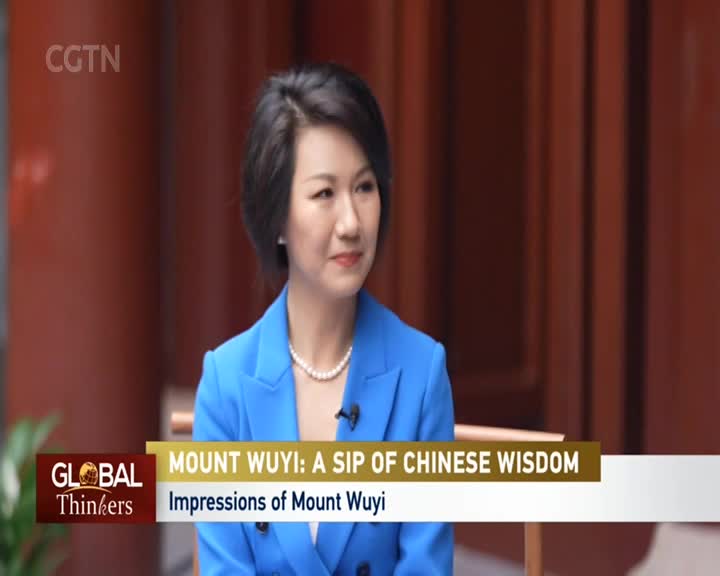 CGTN
MOUNT WUYI: A SIP OF CHINESE WISDOM
GLOBAL
Thinkers
Impressions of Mount Wuyi